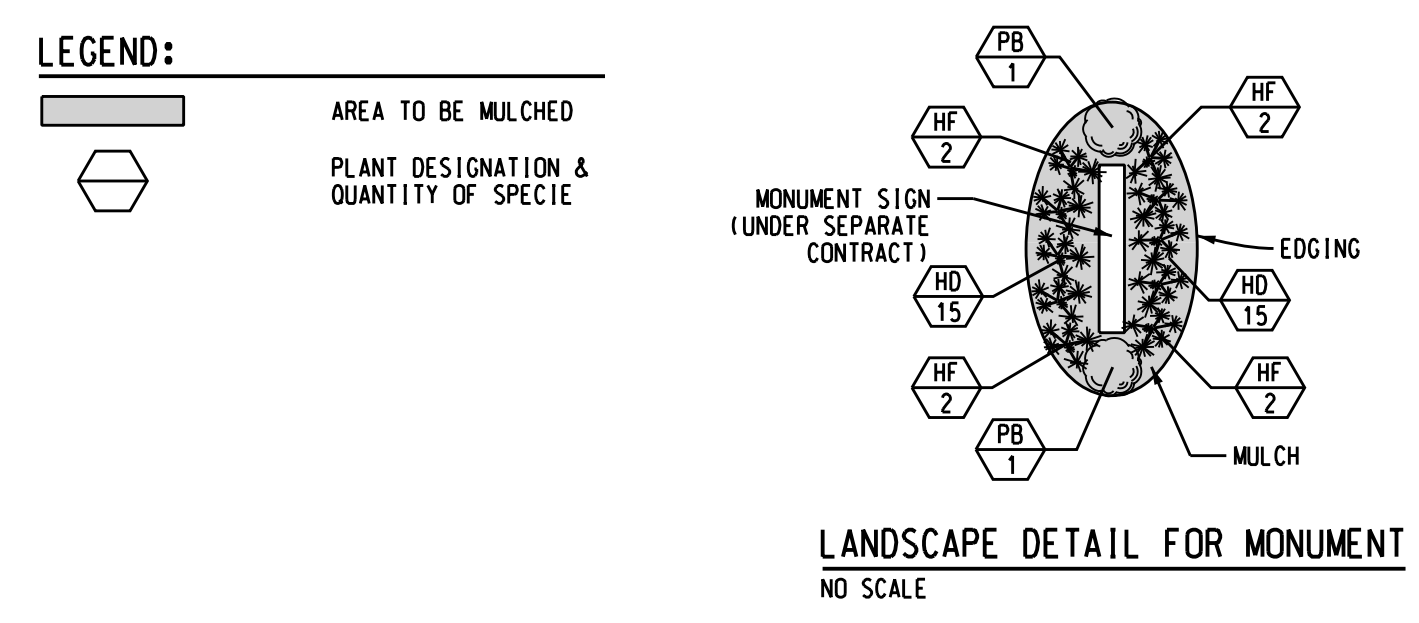 LEGEND:
AREA TO BE MULCHED
PLANT DESIGNATION &
QUANTITY OF SPECIE
PB
1
HF
2
HF
2
MONUMENT SIGN
(UNDER SEPARATE
CONTRACT)
EDGING
HD
15
HD
15
HF
2
HF
2
PB
1
MULCH
LANDSCAPE DETAIL FOR MONUMENT
NO SCALE